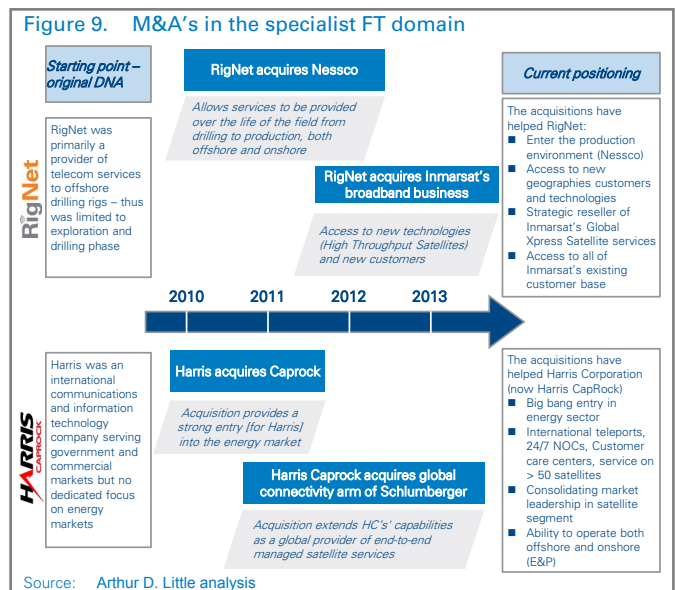 Figure 9. M&A's in the specialist FT domain
Starting point –
original DNA
RigNet acquires Nessco
Current positioning
Allows services to be provided
over the life of the field from
drilling to production, both
offshore and onshore
RigNet
RigNet was
primarily a
provider of
telecom services
to offshore
drilling rigs – thus
was limited to
exploration and
drilling phase
RigNet acquires Inmarsat's
broadband business
Access to new technologies
(High Throughput Satellites)
and new customers
The acquisitions have
helped RigNet:
■ Enter the production
environment (Nessco)
■ Access to new
geographies customers
and technologies
■ Strategic reseller of
Inmarsat's Global
Xpress Satellite services
■ Access to all of
Inmarsat's existing
customer base
2010 2011 2012 2013
HARRIS
CAPROCK
Harris was an
international
communications
and information
technology
company serving
government and
commercial
markets but no
dedicated focus
on energy
markets
Harris acquires Caprock
Acquisition provides a
strong entry [for Harris]
into the energy market
Harris Caprock acquires global
connectivity arm of Schlumberger
Acquisition extends HC's' capabilities
as a global provider of end-to-end
managed satellite services
The acquisitions have
helped Harris Corporation
(now Harris CapRock)
■ Big bang entry in
energy sector
■ International teleports,
24/7 NOCs, Customer
care centers, service on
> 50 satellites
■ Consolidating market
leadership in satellite
segment
■ Ability to operate both
offshore and onshore
(E&P)
Source: Arthur D. Little analysis